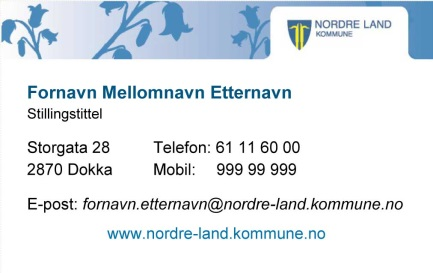 NORDRE LAND
KOMMUNE
Fornavn Mellomnavn Etternavn
Stillingstittel
Storgata 28 Telefon: 61 11 60 00
2870 Dokka Mobil: 999 99 999
E-post: fornavn.etternavn@nordre-land.kommune.no
www.nordre-land.kommune.no